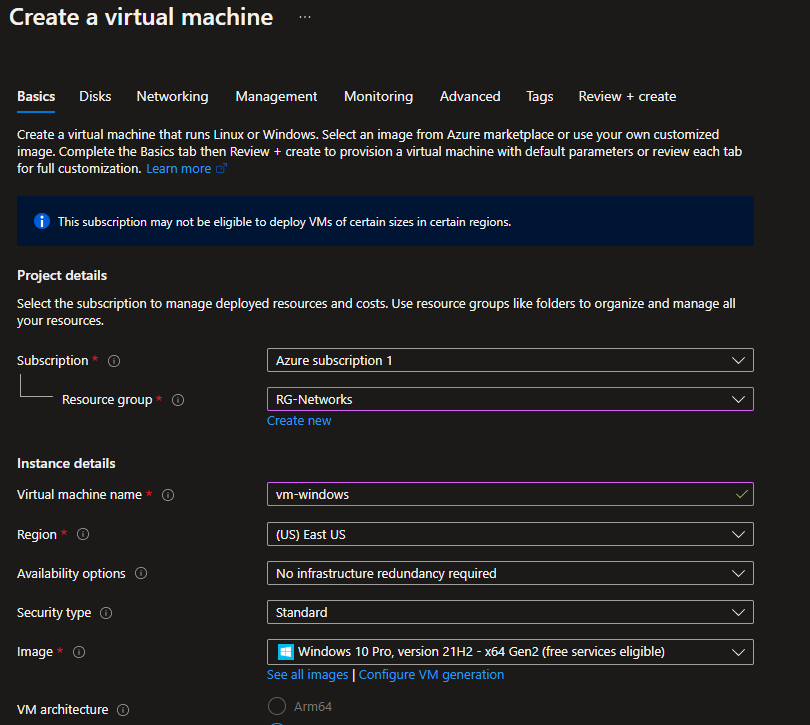 Create a virtual machine ...
Basics Disks Networking Management Monitoring Advanced Tags Review + create
Create a virtual machine that runs Linux or Windows. Select an image from Azure marketplace or use your own customized
image. Complete the Basics tab then Review + create to provision a virtual machine with default parameters or review each tab
for full customization. Learn more
This subscription may not be eligible to deploy VMs of certain sizes in certain regions.
Project details
Select the subscription to manage deployed resources and costs. Use resource groups like folders to organize and manage all
your resources.
Subscription * Azure subscription 1
Resource group * RG-Networks
Create new
Instance details
Virtual machine name * vm-windows
Region * (US) East US
Availability options No infrastructure redundancy required
Security type Standard
Image * Windows 10 Pro, version 21H2 - x64 Gen2 (free services eligible)
See all images | Configure VM generation
VM architecture Arm64